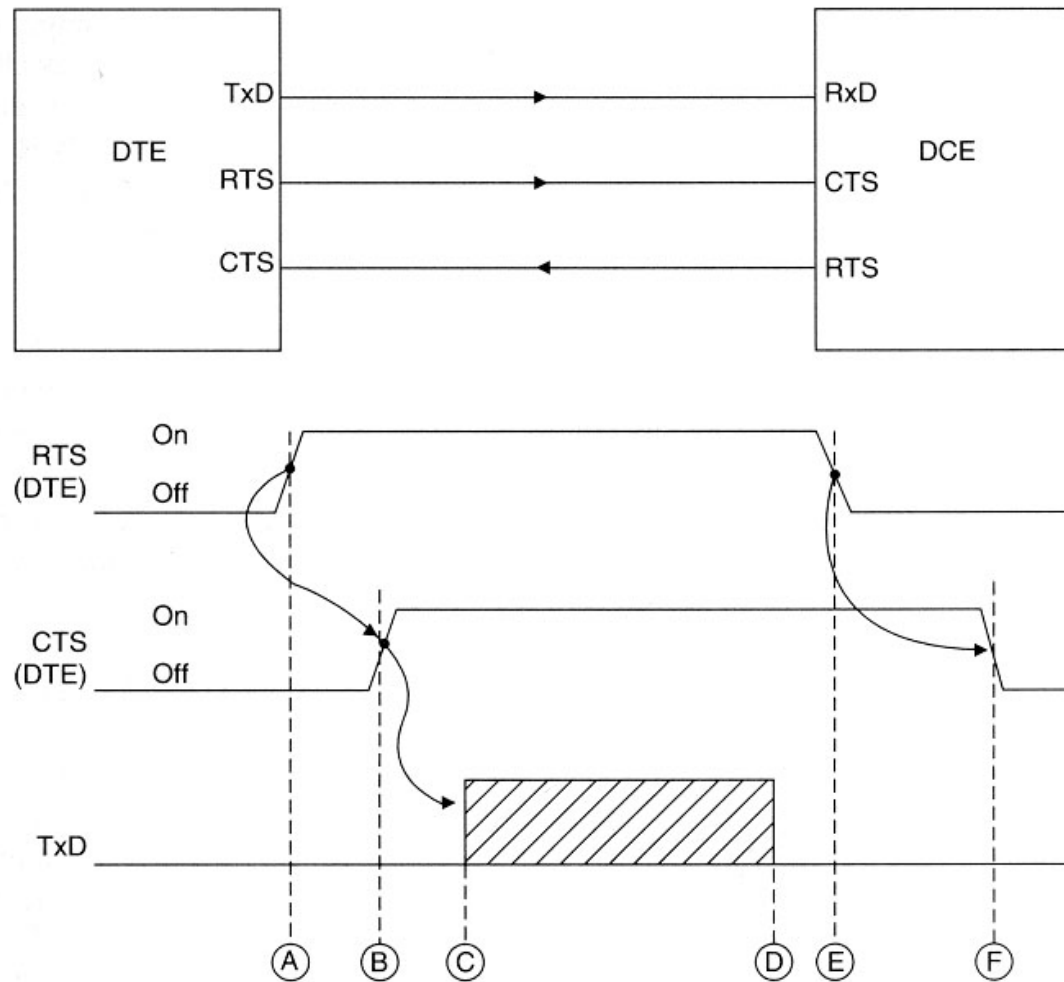 TxD
RxD
DTE
DCE
RTS
CTS
CTS
RTS
On
RTS
(DTE)
Off
On
CTS
(DTE)
Off
TxD
A B C D E F